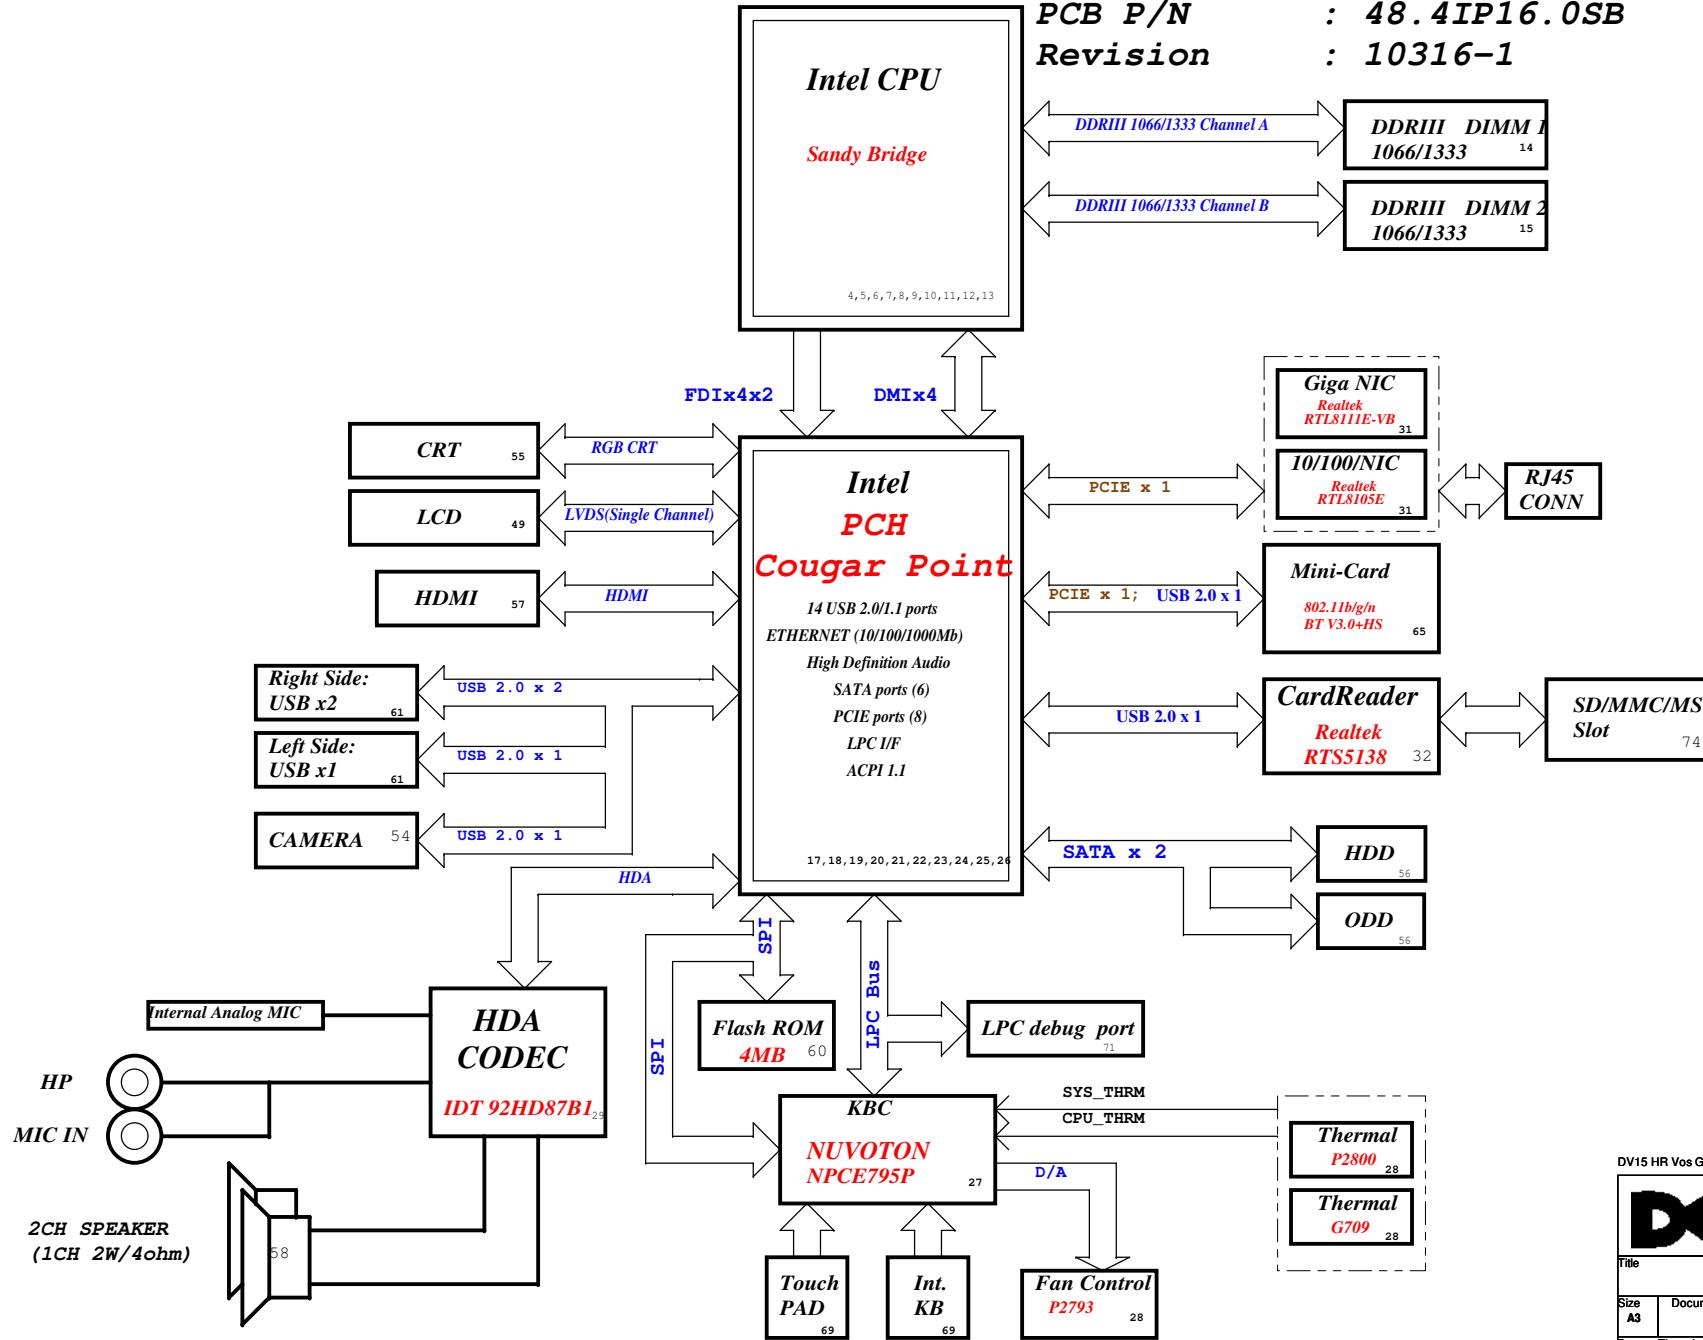 PCB P/N : 48.4IP16.0SB
Revision : 10316-1
Intel CPU
Sandy Bridge
4,5,6,7,8,9,10,11,12,13
DDRIII 1066/1333 Channel A
DDRIII DIMM 1
1066/1333 14
DDRIII 1066/1333 Channel B
DDRIII DIMM 2
1066/1333 15
FDIx4x2
DMIx4
CRT 55
RGB CRT
LCD 49
LVDS(Single Channel)
HDMI 57
HDMI
Intel
PCH
Cougar Point
14 USB 2.0/1.1 ports
ETHERNET (10/100/1000Mb)
High Definition Audio
SATA ports (6)
PCIE ports (8)
LPC I/F
ACPI 1.1
17,18,19,20,21,22,23,24,25,26
PCIE x 1
Giga NIC
Realtek
RTL8111E-VB 31
10/100/NIC
Realtek
RTL8105E
31
RJ45
CONN
PCIE x 1; USB 2.0 x 1
Mini-Card
802.11b/g/n
BT V3.0+HS 65
Right Side:
USB x2 61
USB 2.0 x 2
Left Side:
USB x1 61
USB 2.0 x 1
CAMERA 54
USB 2.0 x 1
USB 2.0 x 1
CardReader
Realtek
RTS5138 32
SD/MMC/MS
Slot 74
SATA x 2
HDD
56
ODD
56
HDA
SPI
SPI
LPC Bus
Internal Analog MIC
HDA
CODEC
IDT 92HD87B1 29
HP
MIC IN
2CH SPEAKER
(1CH 2W/4ohm)
58
Flash ROM
4MB 60
LPC debug port
71
KBC
NUVOTON
NPCE795P 27
SYS_THRM
CPU_THRM
D/A
Thermal
P2800 28
Thermal
G709 28
Touch
PAD
69
Int.
KB
69
Fan Control
P2793 28
DV15 HR Vos G
Title
Size
A3